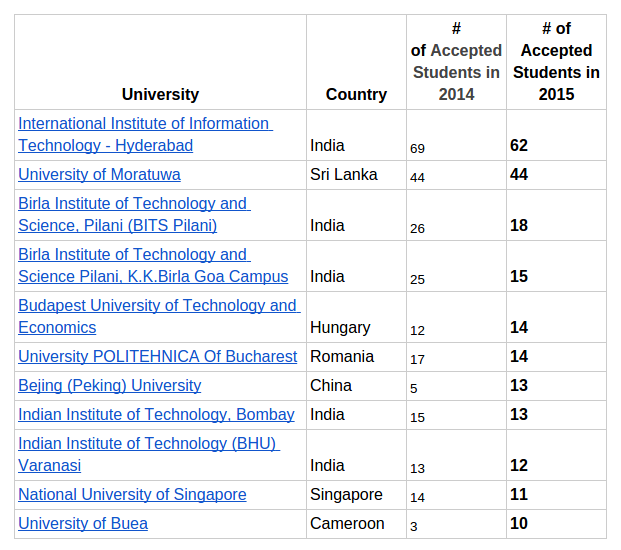 University Country # of Accepted Students in 2014 # of Accepted Students in 2015
International Institute of Information
Technology - Hyderabad India 69 62
University of Moratuwa Sri Lanka 44 44
Birla Institute of Technology and
Science, Pilani (BITS Pilani) India 26 18
Birla Institute of Technology and
Science Pilani, K.K.Birla Goa Campus India 25 15
Budapest University of Technology and
Economics Hungary 12 14
University POLITEHNICA Of Bucharest Romania 17 14
Bejing (Peking) University China 5 13
Indian Institute of Technology, Bombay India 15 13
Indian Institute of Technology (BHU)
Varanasi India 13 12
National University of Singapore Singapore 14 11
University of Buea Cameroon 3 10